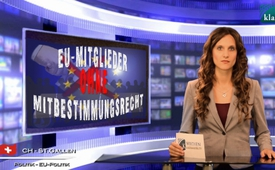 kla
EU-MITGLIEDER
OHNE
MITBESTIMMUNGSRECHT
CH - ST. GALLEN
POLITIK - EU-POLITIK